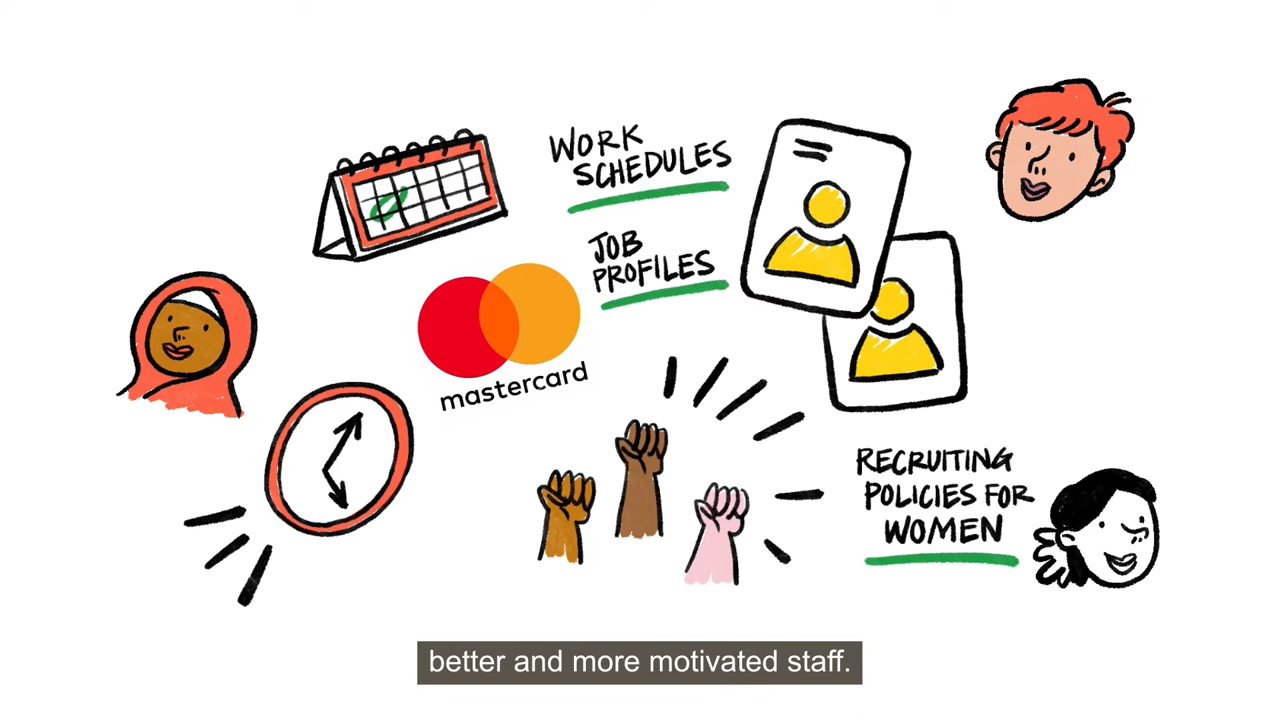 WORK
SCHEDULES
JOB
PROFILES
mastercard
RECRUITING
POLICIES FOR
WOMEN
better and more motivated staff.